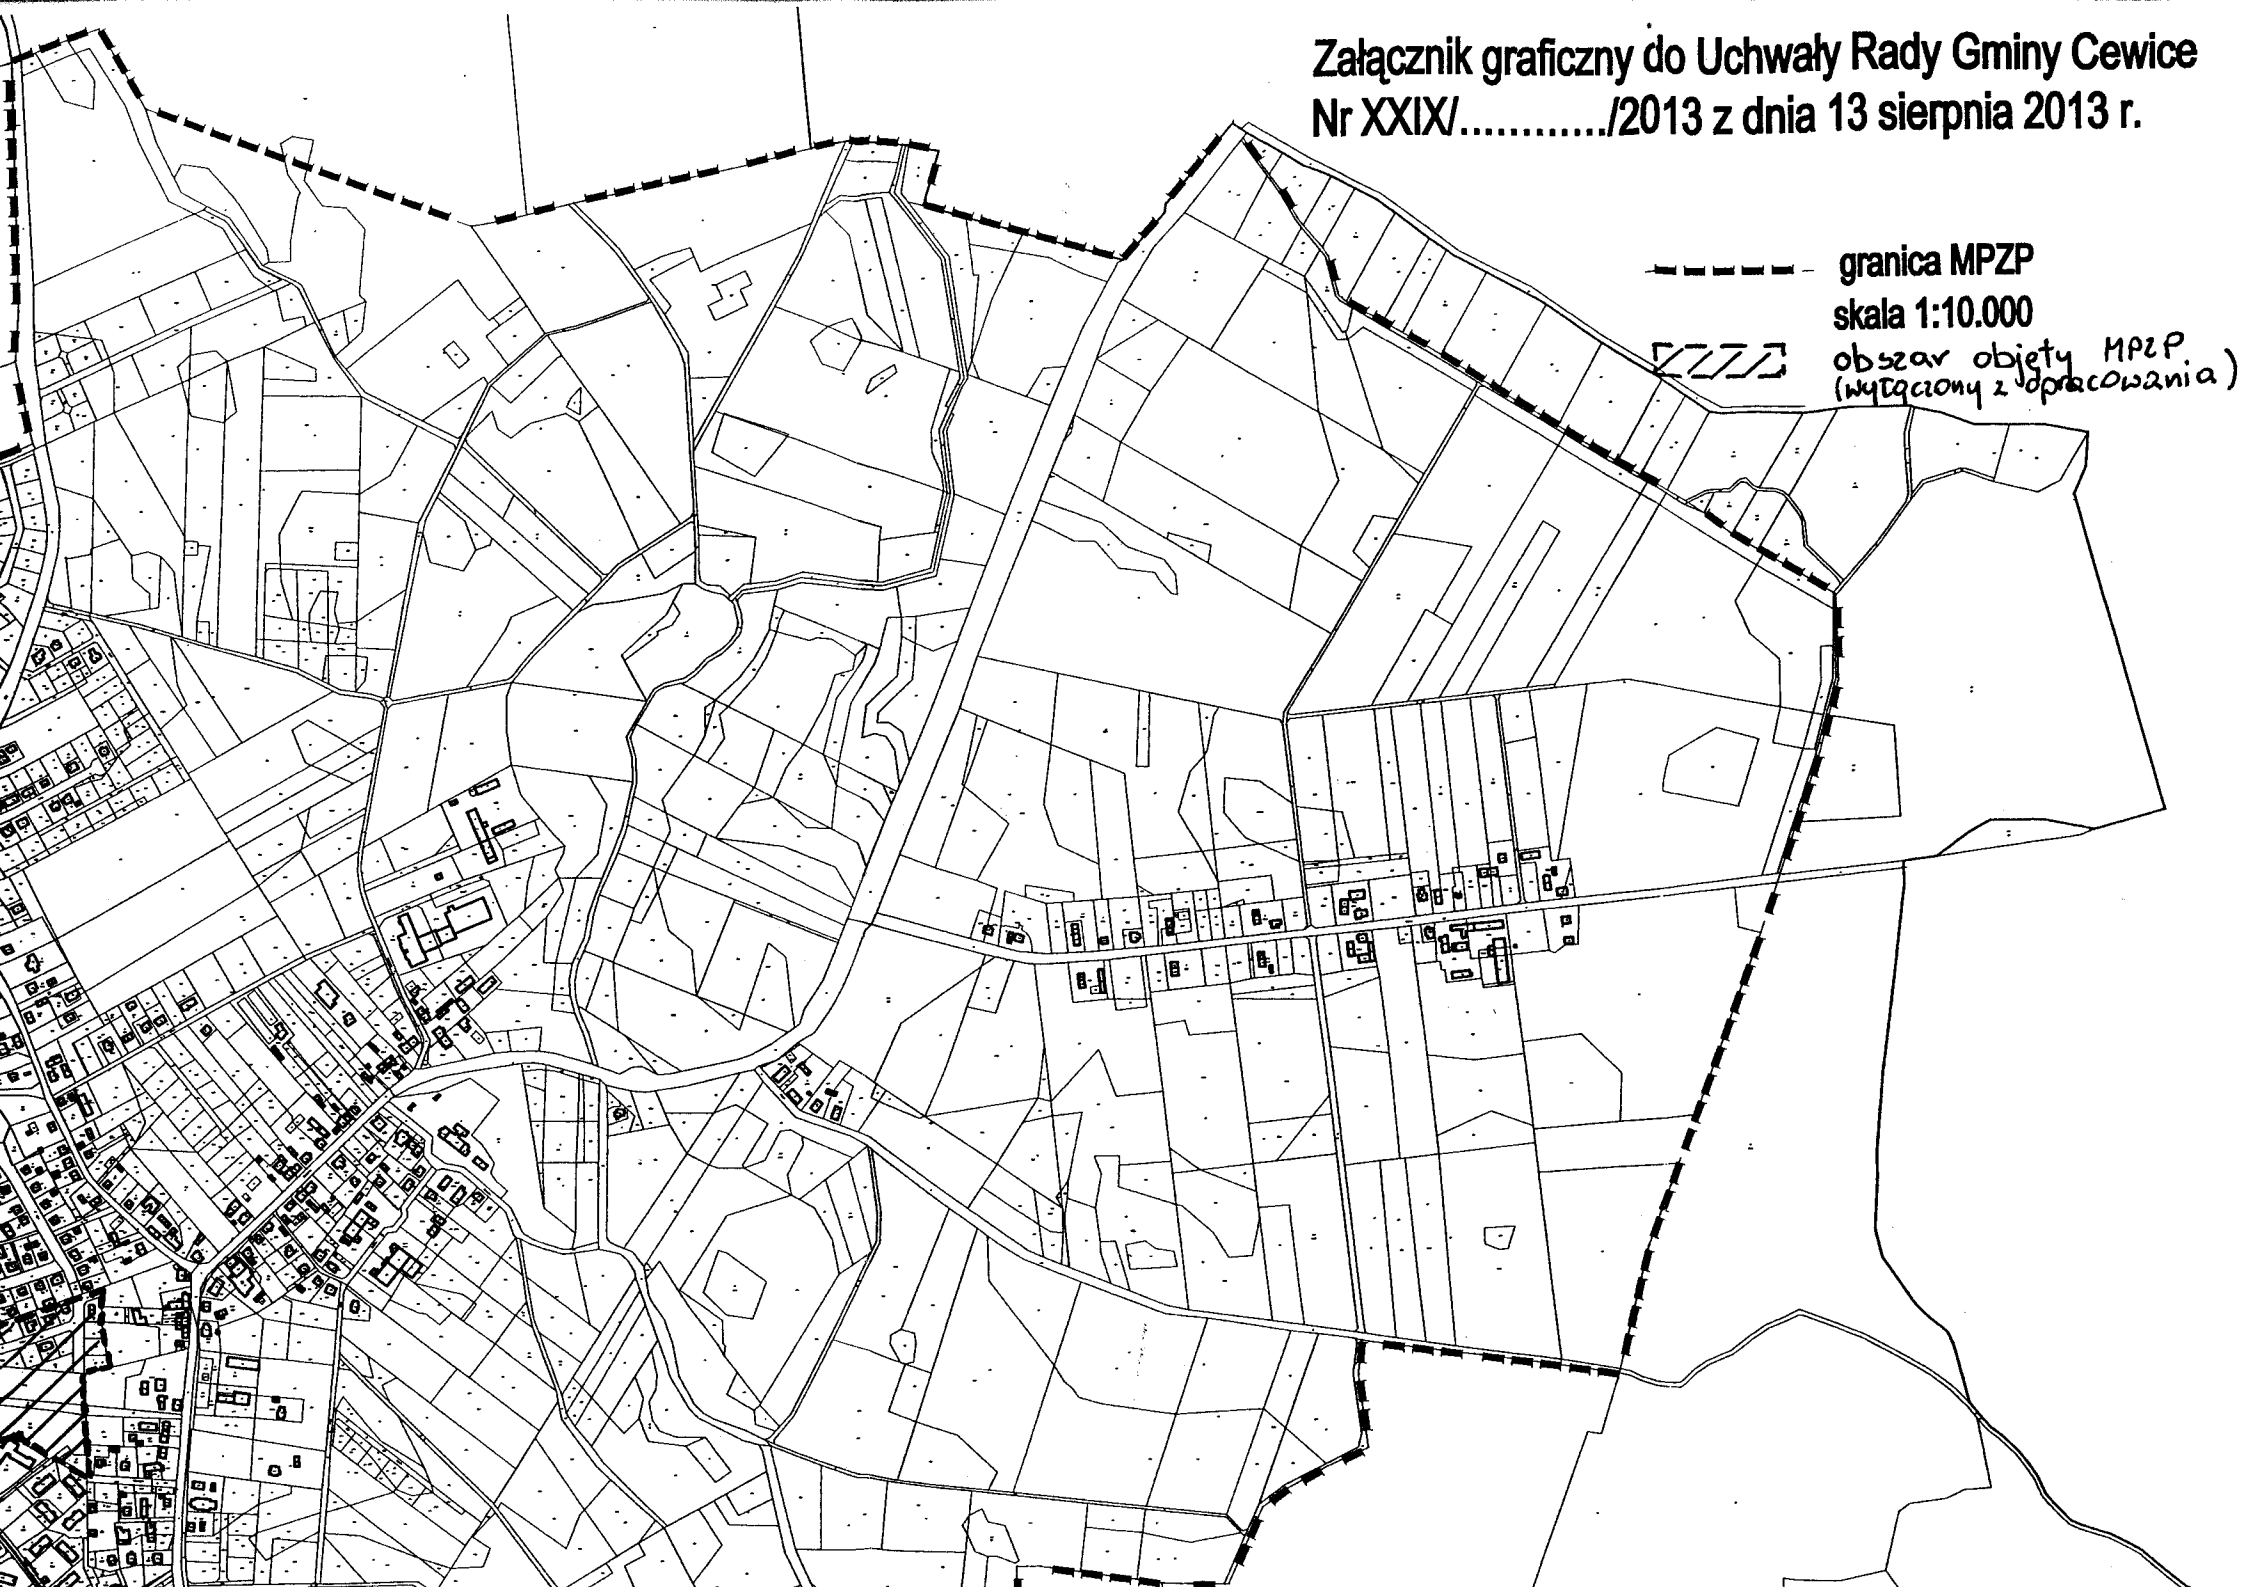 Załącznik graficzny do Uchwały Rady Gminy Cewice
Nr XXIX/............/2013 z dnia 13 sierpnia 2013 r.
granica MPZP
skala 1:10.000
obszar objęty MPZP
(wyłączony z opracowania)